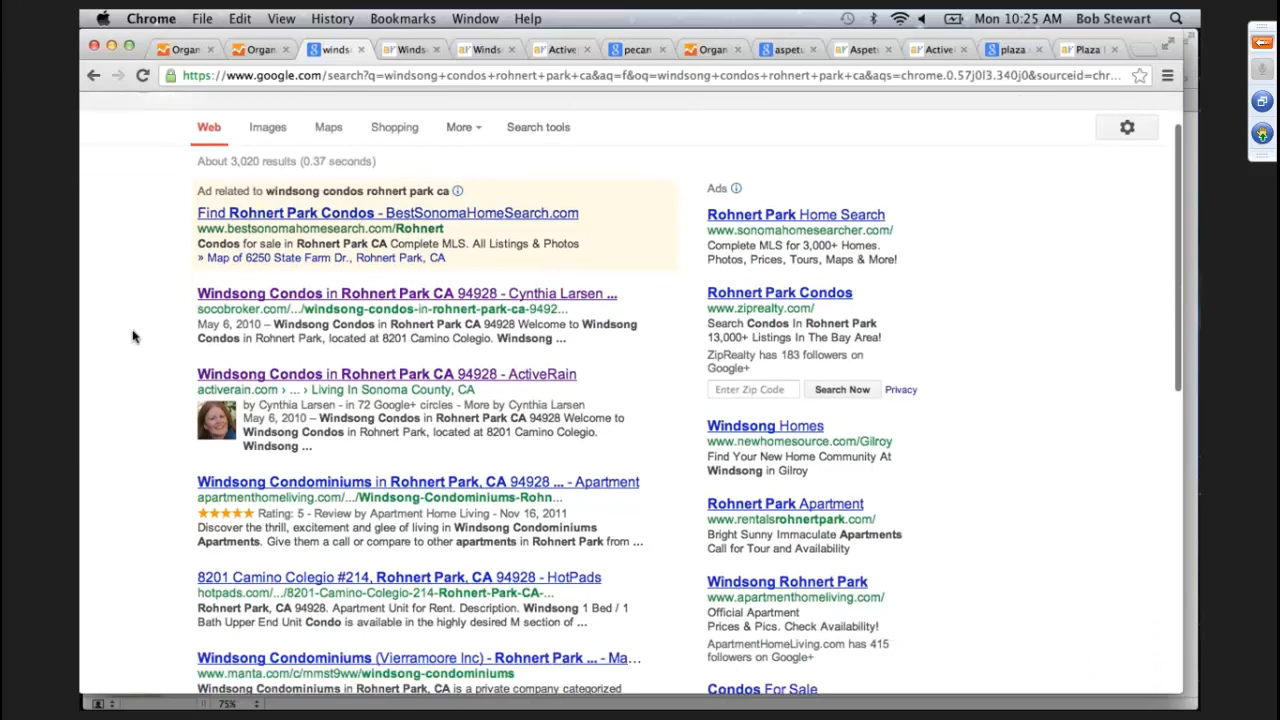 Chrome File Edit View History Bookmarks Window Help Mon 10:25 AM Bob Stewart
Organ Organ winds Winds Winds Active pecan Organ aspet Aspet Active plaza Plaza
https://www.google.com/search?q=windsong+condos+rohnert+park+ca&aq=f&oq=windsong+condos+rohnert+park+ca&aqs=chrome.0.57j0l3.340j0&sourceid=chr...
Web Images Maps Shopping More Search tools
About 3,020 results (0.37 seconds)
Ad related to windsong condos rohnert park ca
Find Rohnert Park Condos - BestSonomaHomeSearch.com
www.bestsonomahomesearch.com/Rohnert
Condos for sale in Rohnert Park CA Complete MLS. All Listings & Photos
» Map of 6250 State Farm Dr., Rohnert Park, CA
Windsong Condos in Rohnert Park CA 94928 - Cynthia Larsen ...
socobroker.com/.../windsong-condos-in-rohnert-park-ca-9492...
May 6, 2010 – Windsong Condos in Rohnert Park CA 94928 Welcome to Windsong
Condos in Rohnert Park, located at 8201 Camino Colegio. Windsong ...
Windsong Condos in Rohnert Park CA 94928 - ActiveRain
activerain.com › ... › Living In Sonoma County, CA
by Cynthia Larsen - in 72 Google+ circles - More by Cynthia Larsen
May 6, 2010 – Windsong Condos in Rohnert Park CA 94928 Welcome to
Windsong Condos in Rohnert Park, located at 8201 Camino Colegio.
Windsong ...
Windsong Condominiums in Rohnert Park, CA 94928 ... - Apartment
apartmenthomeliving.com/.../Windsong-Condominiums-Rohn...
Rating: 5 - Review by Apartment Home Living - Nov 16, 2011
Discover the thrill, excitement and glee of living in Windsong Condominiums
Apartments. Give them a call or compare to other apartments in Rohnert Park from ...
8201 Camino Colegio #214, Rohnert Park, CA 94928 - HotPads
hotpads.com/.../8201-Camino-Colegio-214-Rohnert-Park-CA-...
Rohnert Park, CA 94928. Apartment Unit for Rent. Description. Windsong 1 Bed / 1
Bath Upper End Unit Condo is available in the highly desired M section of ...
Windsong Condominiums (Vierramoore Inc) - Rohnert Park ... - Ma...
www.manta.com/c/mmst9ww/windsong-condominiums
Windsong Condominiums in Rohnert Park, CA is a private company categorized
Ads
Rohnert Park Home Search
www.sonomahomesearcher.com/
Complete MLS for 3,000+ Homes.
Photos, Prices, Tours, Maps & More!
Rohnert Park Condos
www.ziprealty.com/
Search Condos In Rohnert Park
13,000+ Listings In The Bay Area!
ZipRealty has 183 followers on
Google+
Enter Zip Code Search Now Privacy
Windsong Homes
www.newhomesource.com/Gilroy
Find Your New Home Community At
Windsong in Gilroy
Rohnert Park Apartment
www.rentalsrohnertpark.com/
Bright Sunny Immaculate Apartments
Call for Tour and Availability
Windsong Rohnert Park
www.apartmenthomeliving.com/
Official Apartment
Prices & Pics. Check Availability!
ApartmentHomeLiving.com has 415
followers on Google+
Condos For Sale
75%